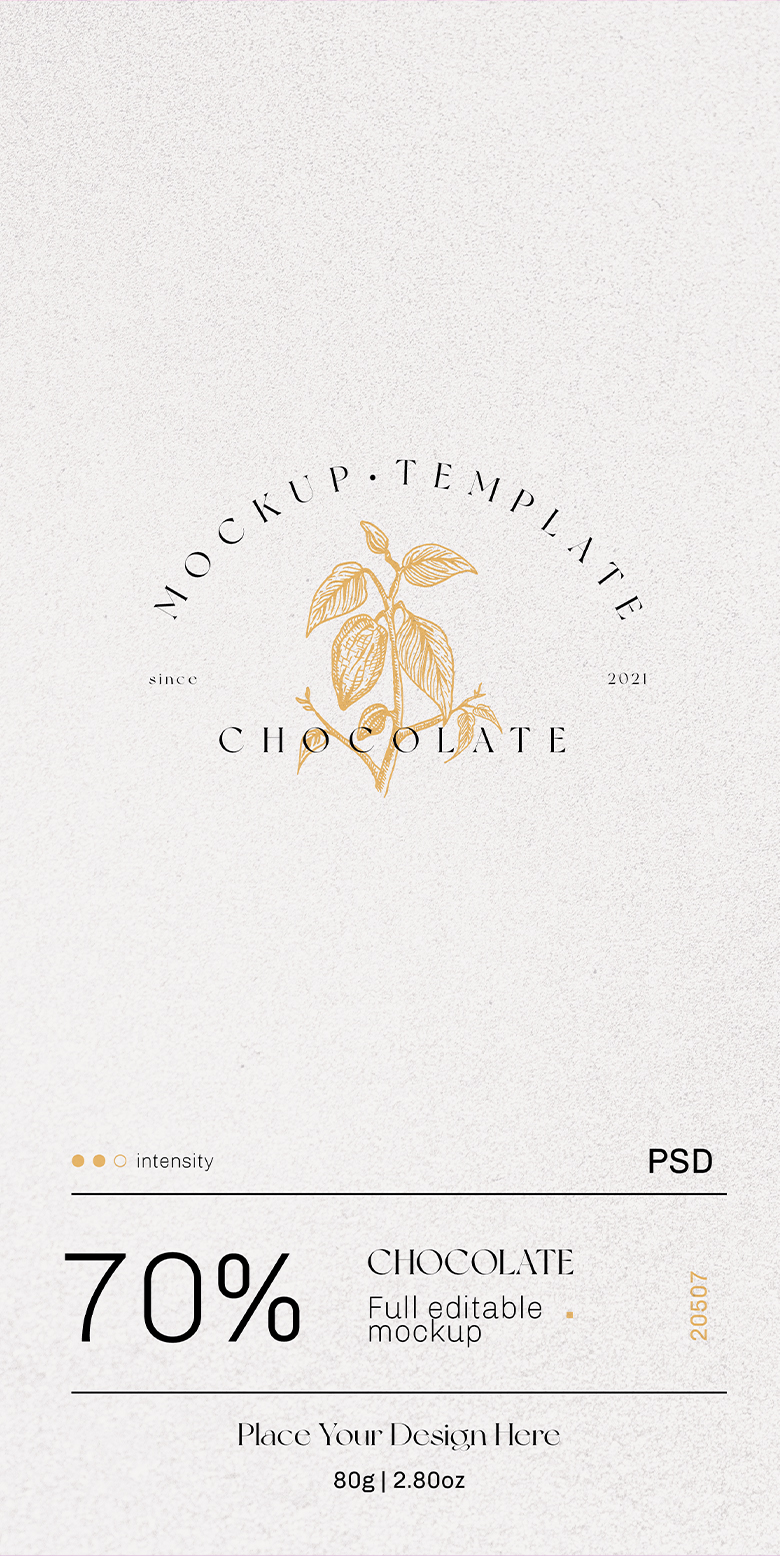 MOCKUP • TEMPLATE
since 2021
CHOCOLATE
intensity
PSD
70%
CHOCOLATE
Full editable
mockup
20507
Place Your Design Here
80g | 2.80oz